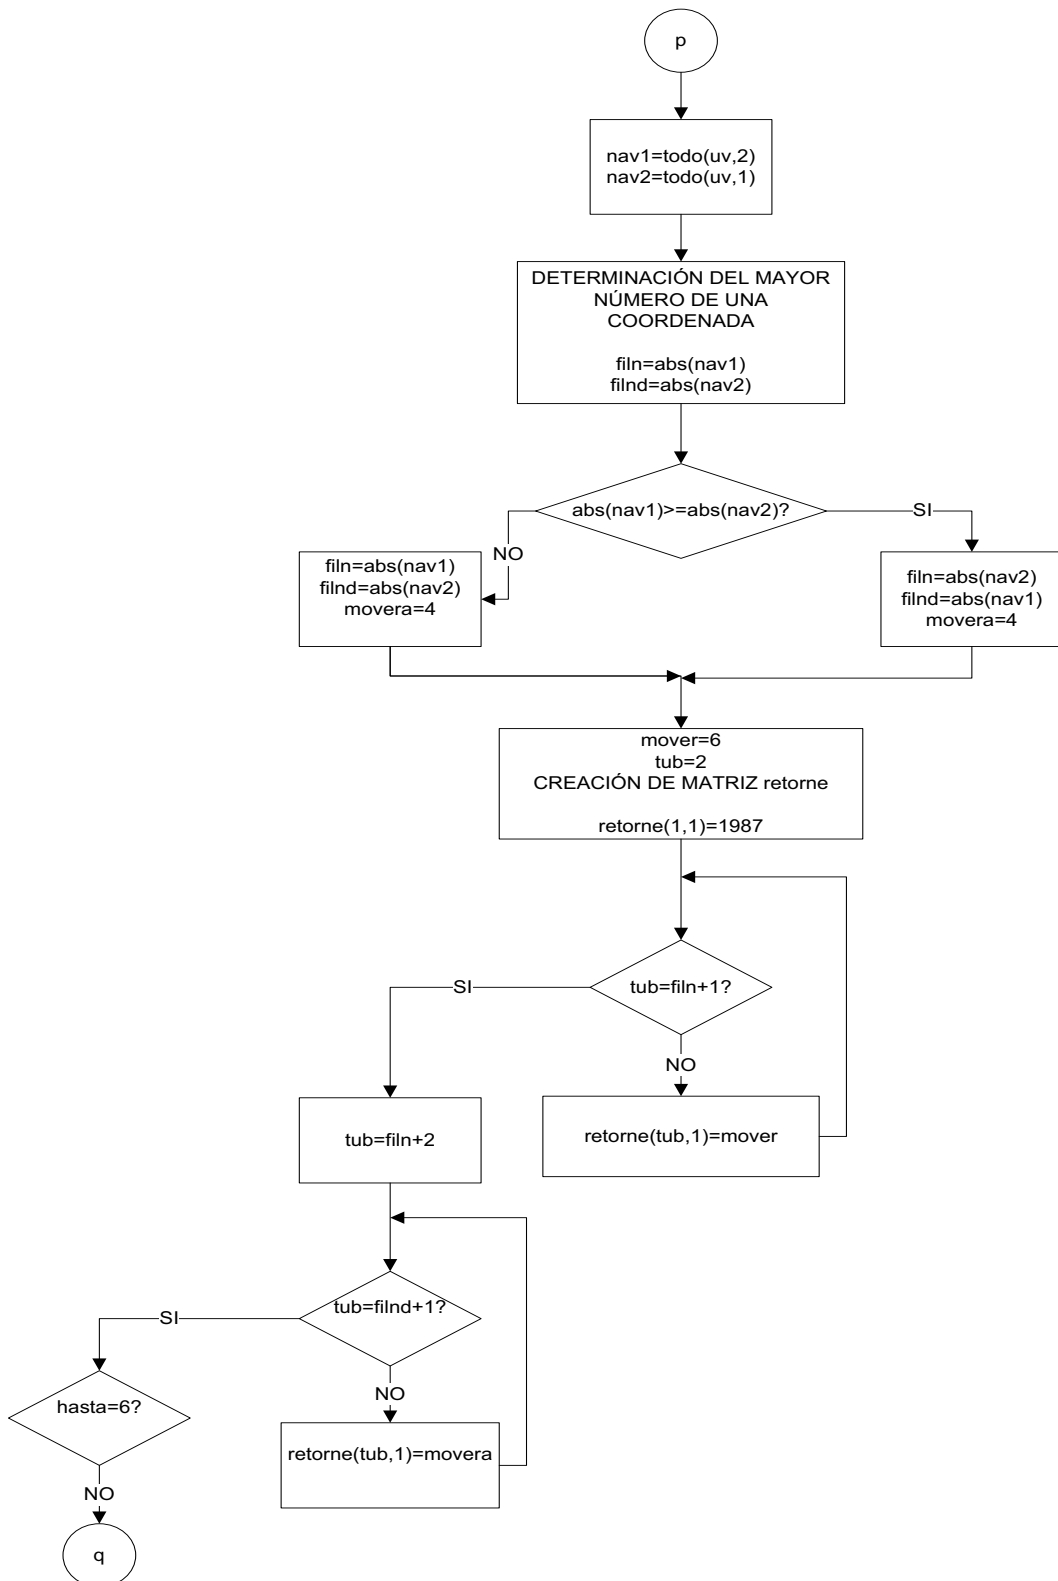 p
nav1=todo(uv,2)
nav2=todo(uv,1)
DETERMINACIÓN DEL MAYOR
NÚMERO DE UNA
COORDENADA
filn=abs(nav1)
filnd=abs(nav2)
abs(nav1)>=abs(nav2)?
SI
NO
filn=abs(nav1)
filnd=abs(nav2)
movera=4
filn=abs(nav2)
filnd=abs(nav1)
movera=4
mover=6
tub=2
CREACIÓN DE MATRIZ retorne
retorne(1,1)=1987
tub=filn+1?
SI
NO
tub=filn+2
retorne(tub,1)=mover
tub=filnd+1?
SI
NO
hasta=6?
retorne(tub,1)=movera
NO
q